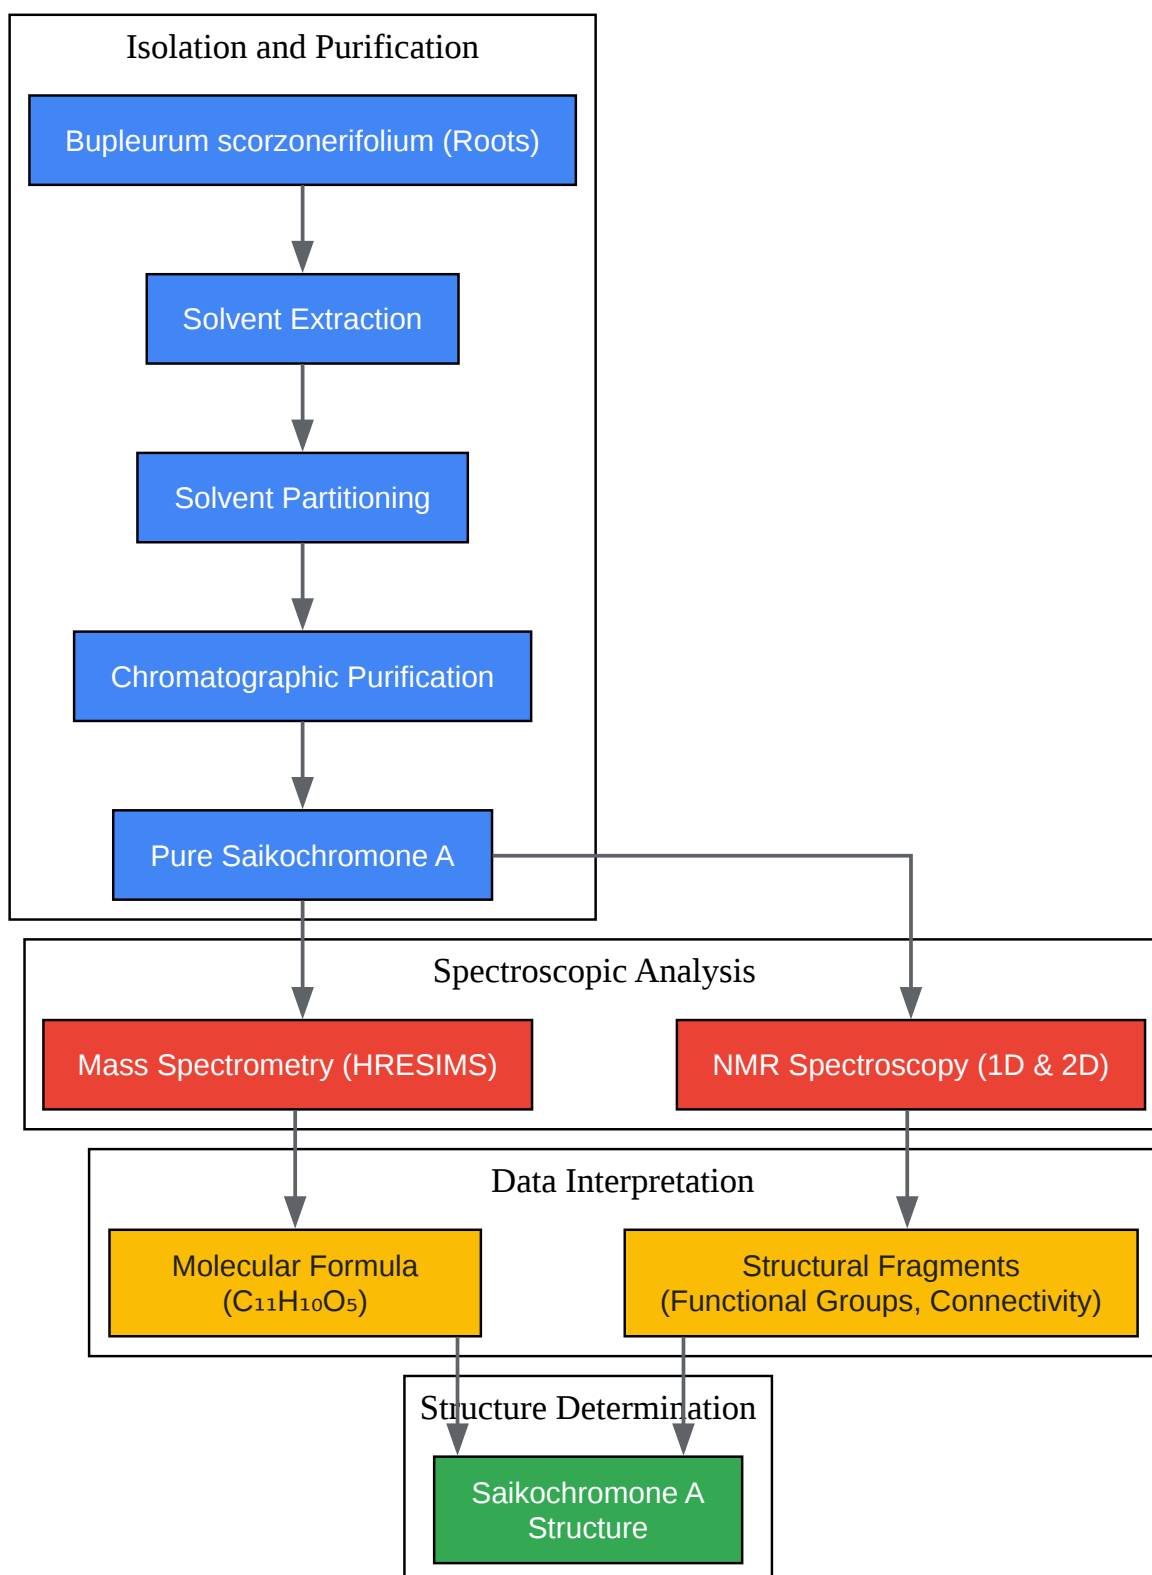 Isolation and Purification
Bupleurum scorzonerifolium (Roots)
Solvent Extraction
Solvent Partitioning
Chromatographic Purification
Pure Saikochromone A
Spectroscopic Analysis
Mass Spectrometry (HRESIMS)
NMR Spectroscopy (1D & 2D)
Data Interpretation
Molecular Formula
(C₁₁H₁₀O₅)
Structural Fragments
(Functional Groups, Connectivity)
Structure Determination
Saikochromone A
Structure